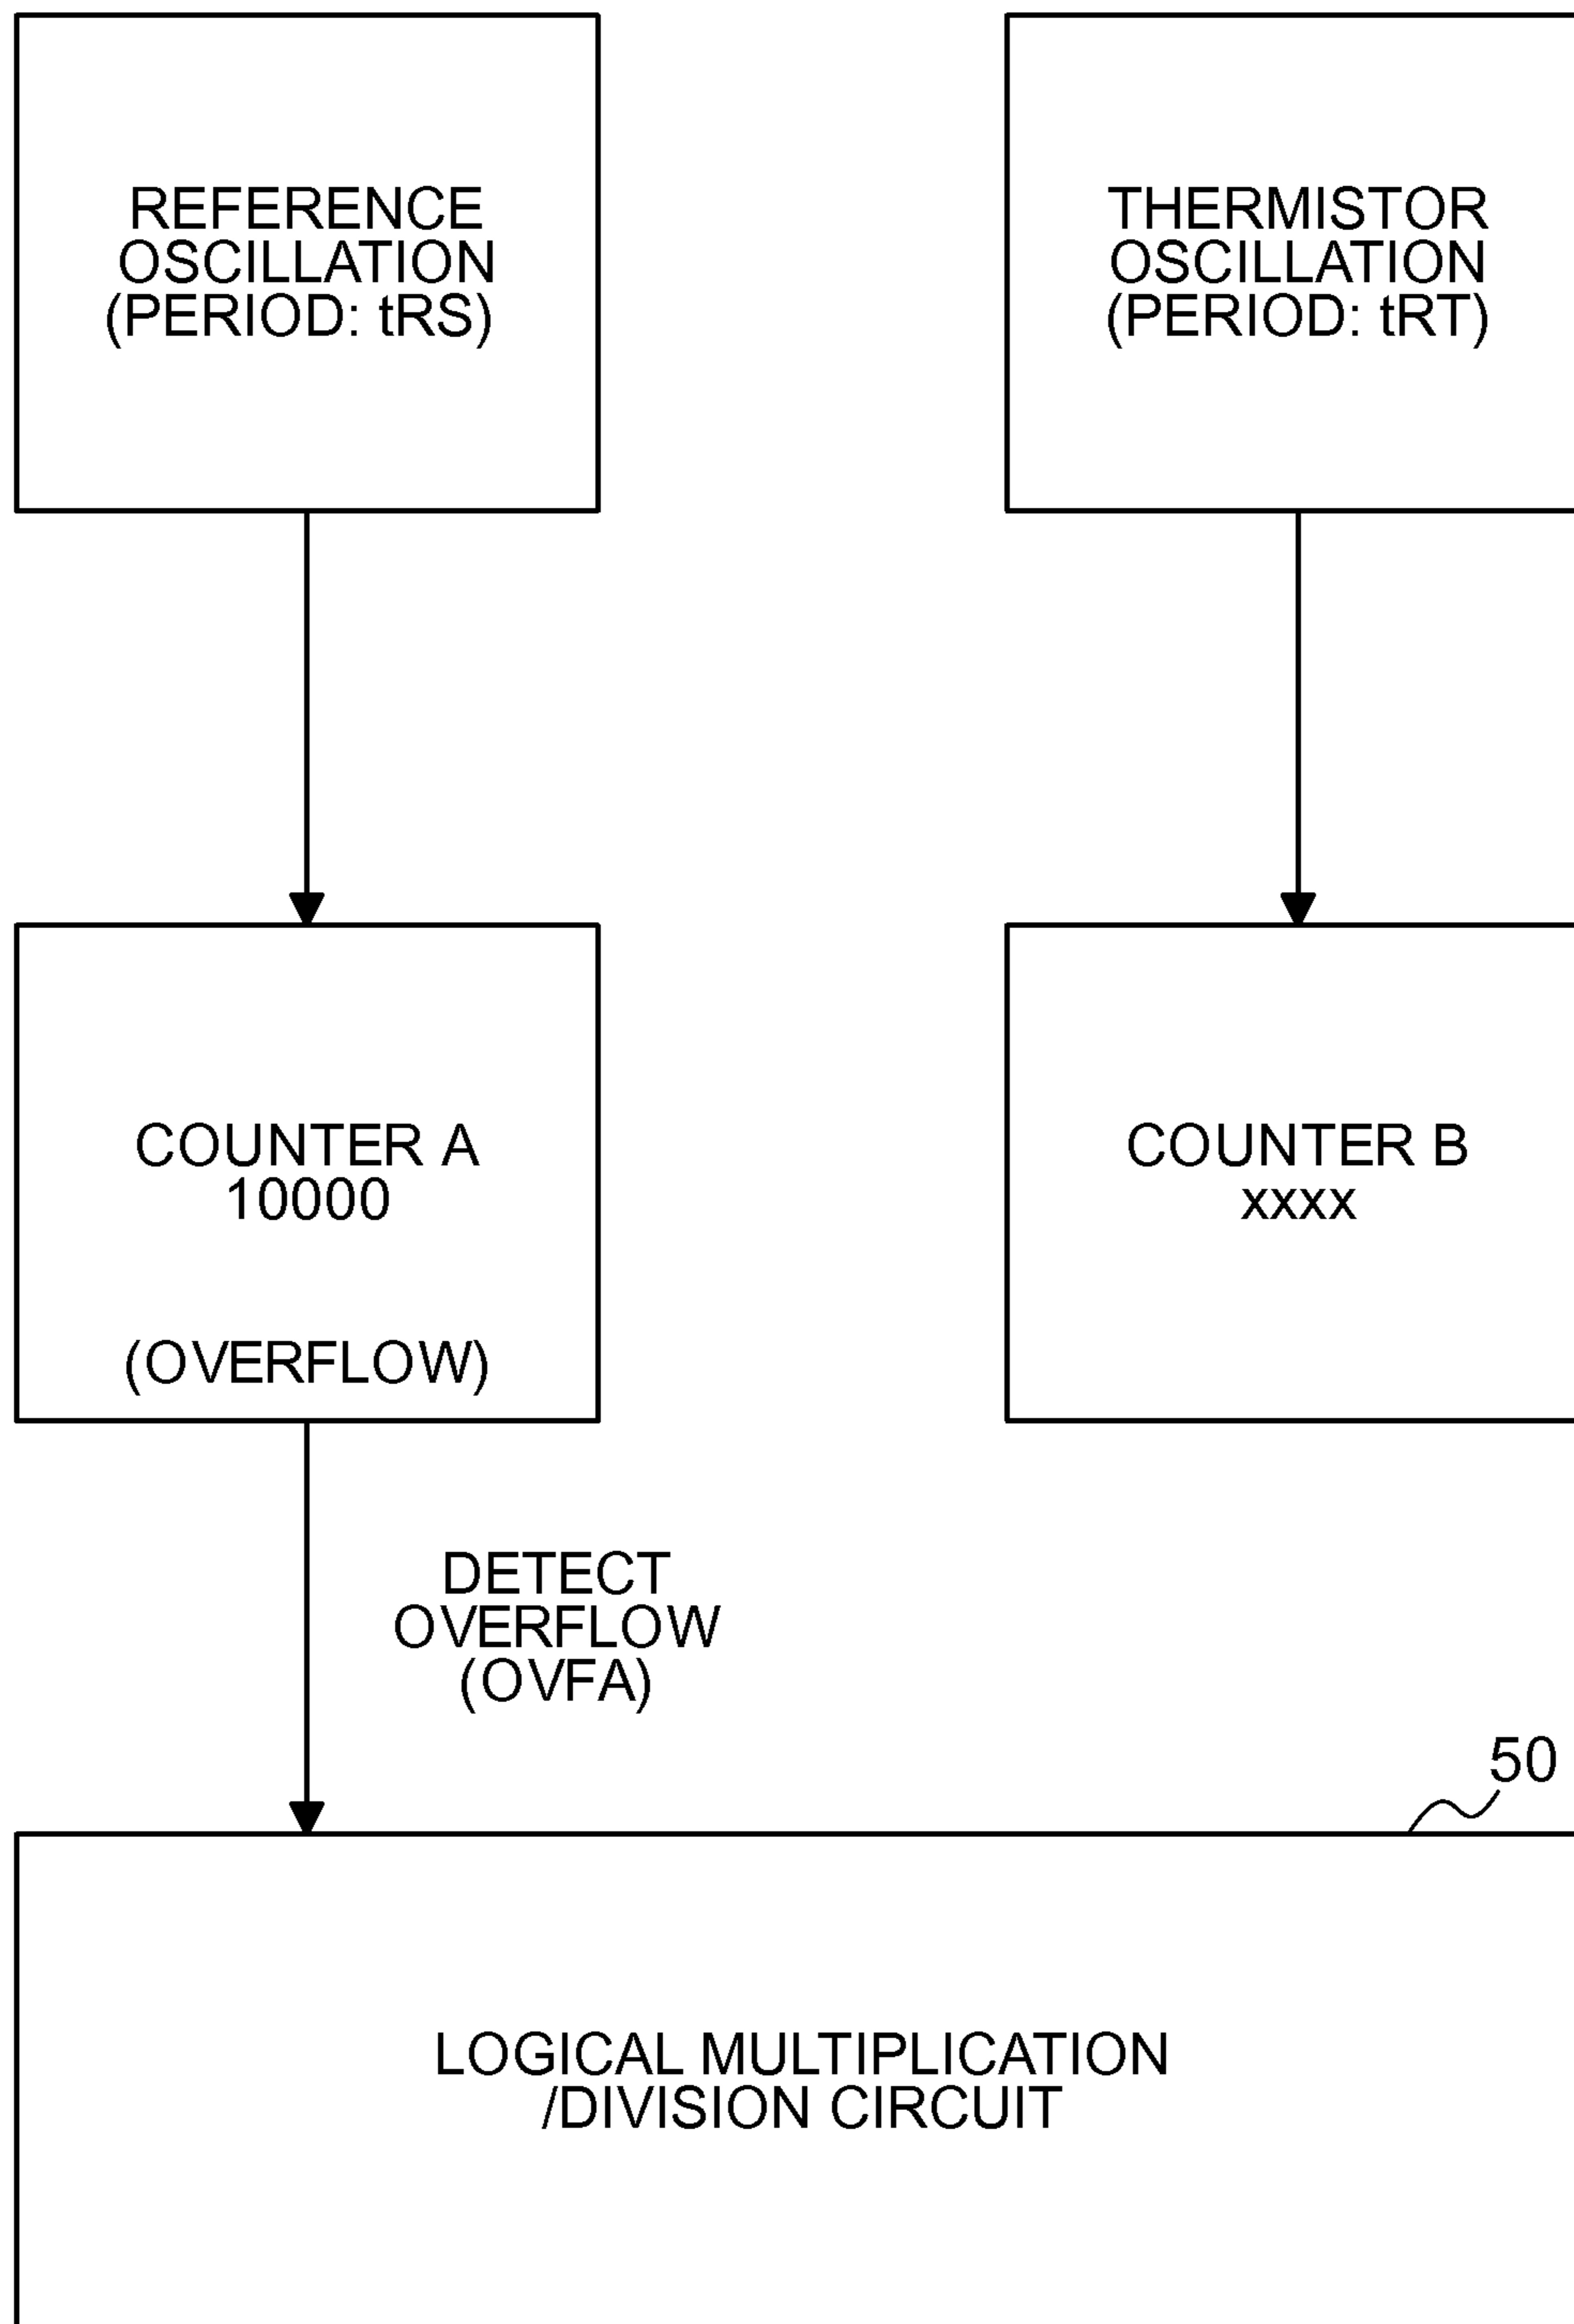 REFERENCE
OSCILLATION
(PERIOD: tRS)
THERMISTOR
OSCILLATION
(PERIOD: tRT)
COUNTER A
10000
(OVERFLOW)
COUNTER B
xxxx
DETECT
OVERFLOW
(OVFA)
50
LOGICAL MULTIPLICATION
/DIVISION CIRCUIT